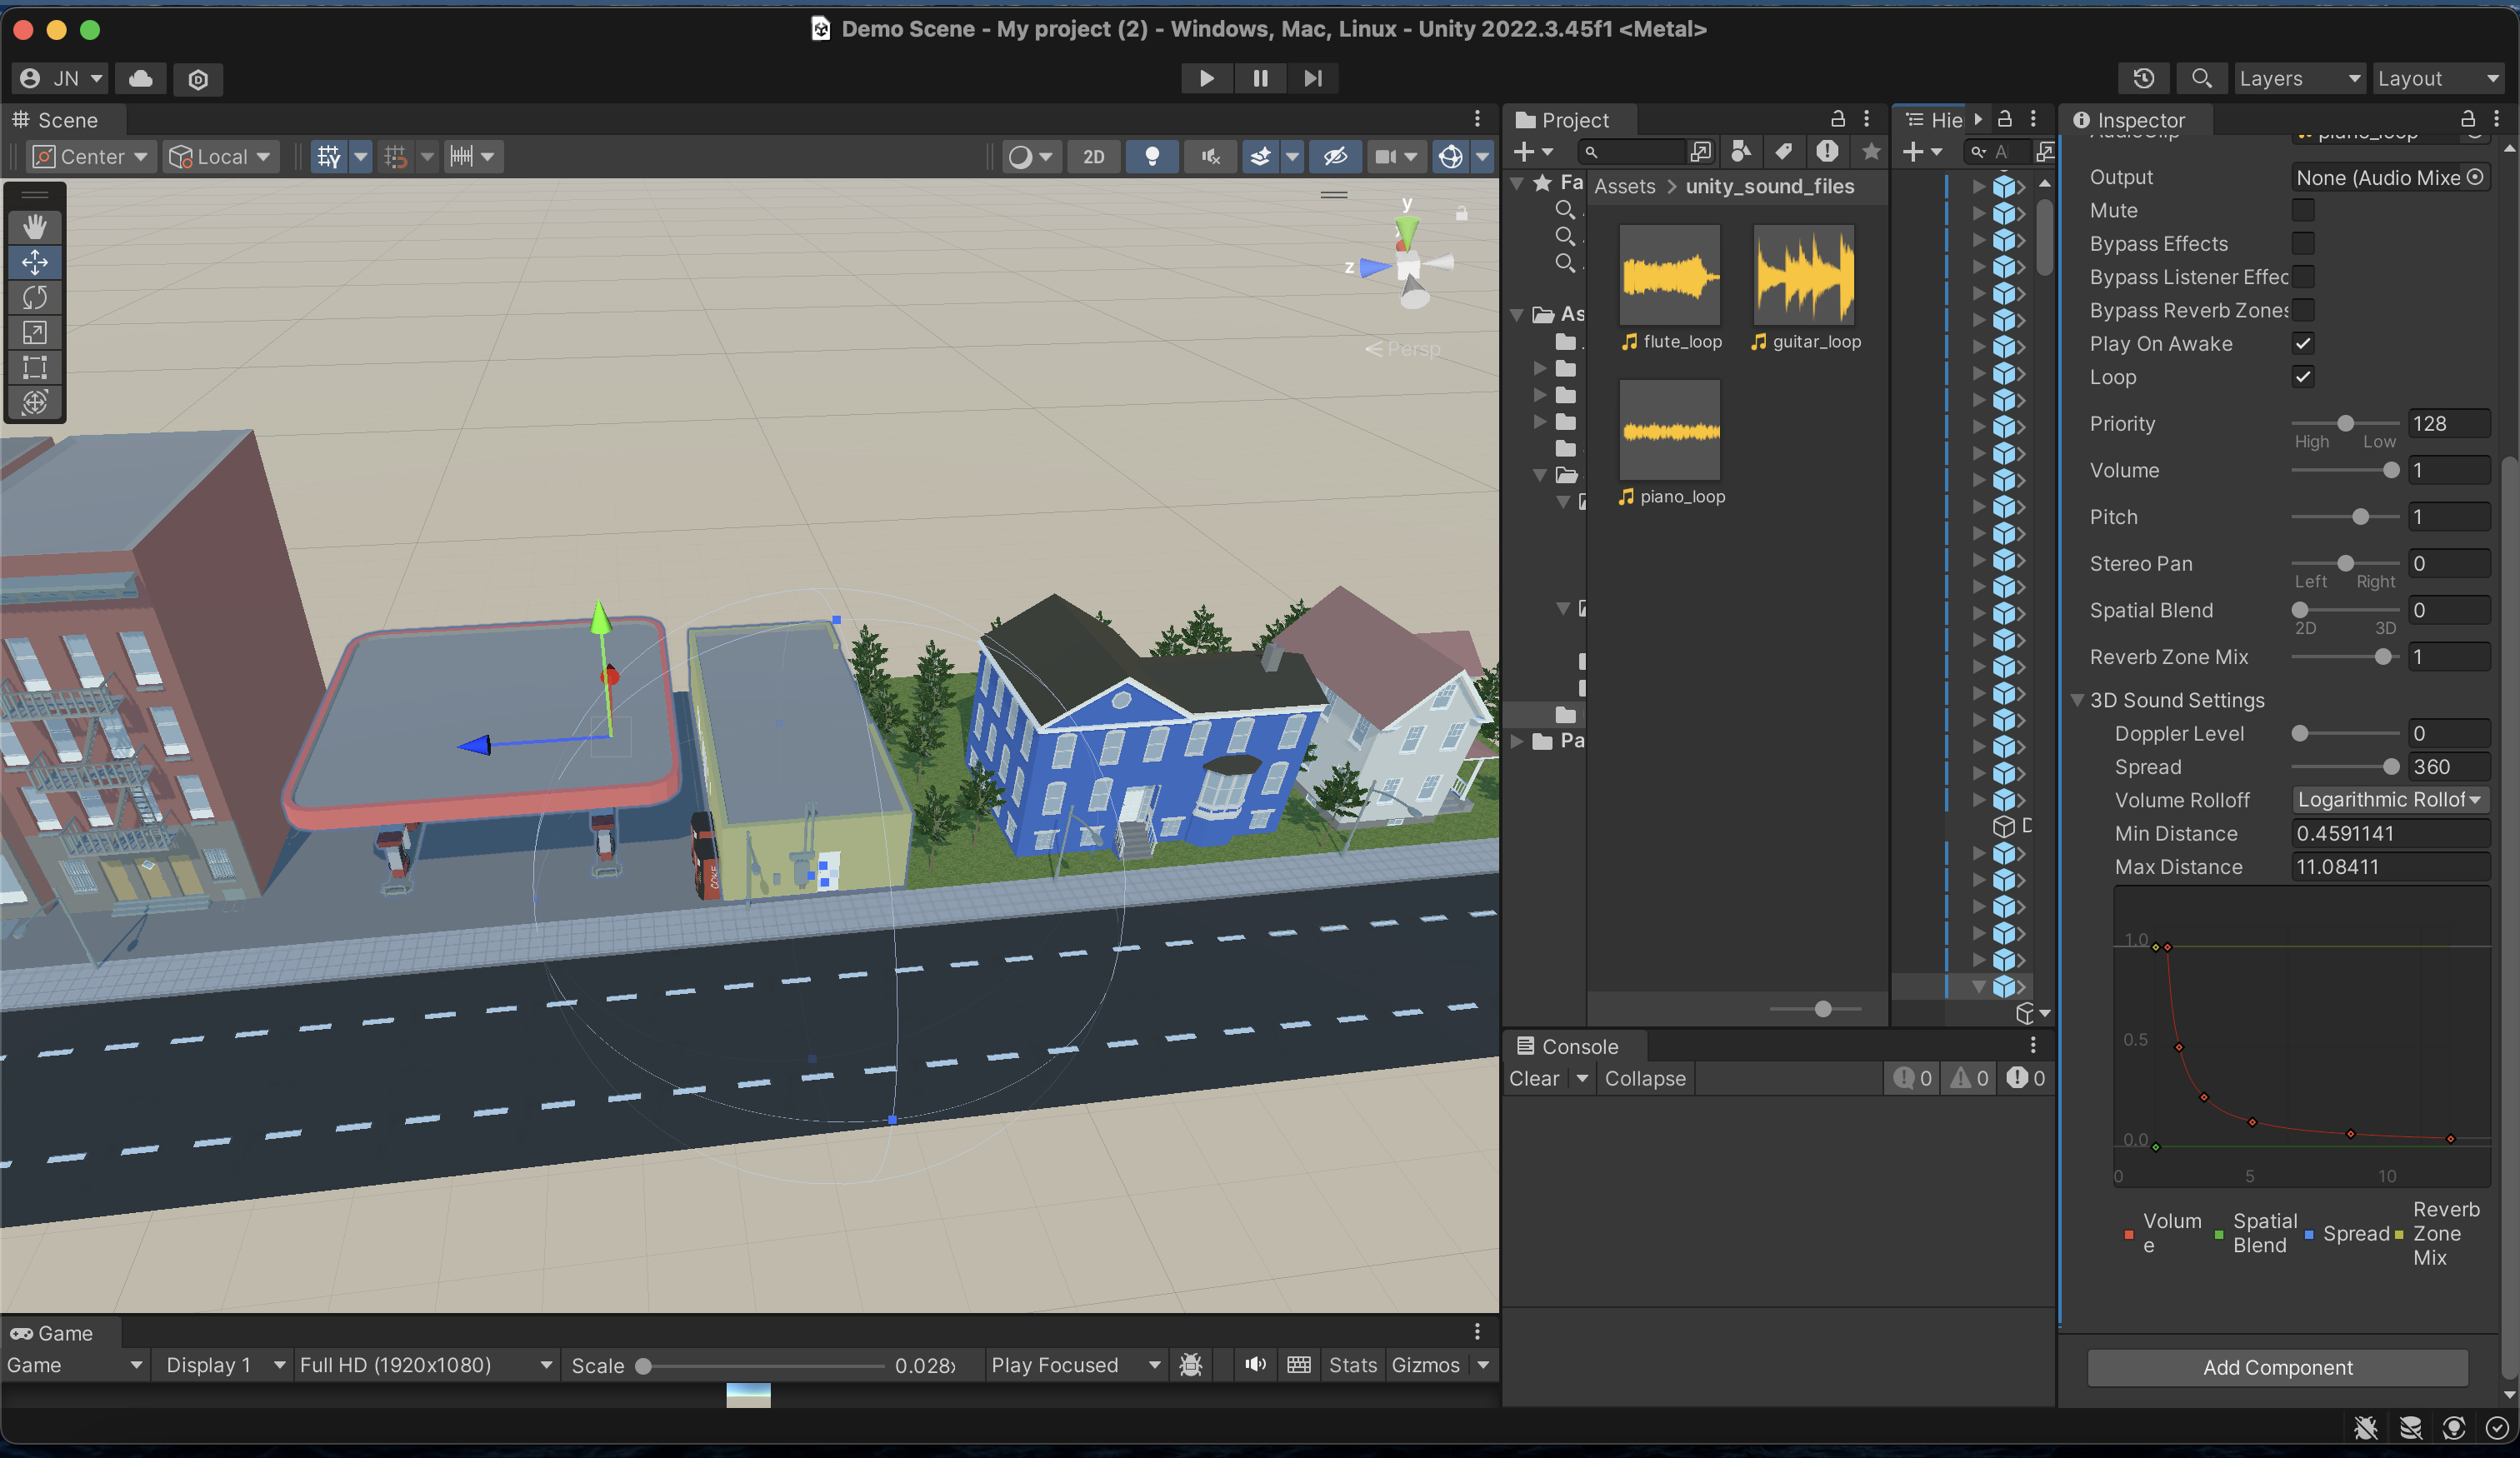 Demo Scene - My project (2) - Windows, Mac, Linux - Unity 2022.3.45f1 <Metal>
JN
Layers
Layout
Scene
Center
Local
2D
y
z
Persp
Project
Fa
As
Pa
Assets > unity_sound_files
flute_loop
guitar_loop
piano_loop
Hie
A
D
Console
Clear
Collapse
0
0
0
Inspector
Output
None (Audio Mixe
Mute
Bypass Effects
Bypass Listener Effec
Bypass Reverb Zones
Play On Awake
Loop
Priority
128
High
Low
Volume
1
Pitch
1
Stereo Pan
0
Left
Right
Spatial Blend
0
2D
3D
Reverb Zone Mix
1
3D Sound Settings
Doppler Level
0
Spread
360
Volume Rolloff
Logarithmic Rollof
Min Distance
0.4591141
Max Distance
11.08411
1.0
0.5
0.0
0
5
10
Volum
e
Spatial
Blend
Spread
Reverb
Zone
Mix
Add Component
Game
Game
Display 1
Full HD (1920x1080)
Scale
0.028x
Play Focused
Stats
Gizmos